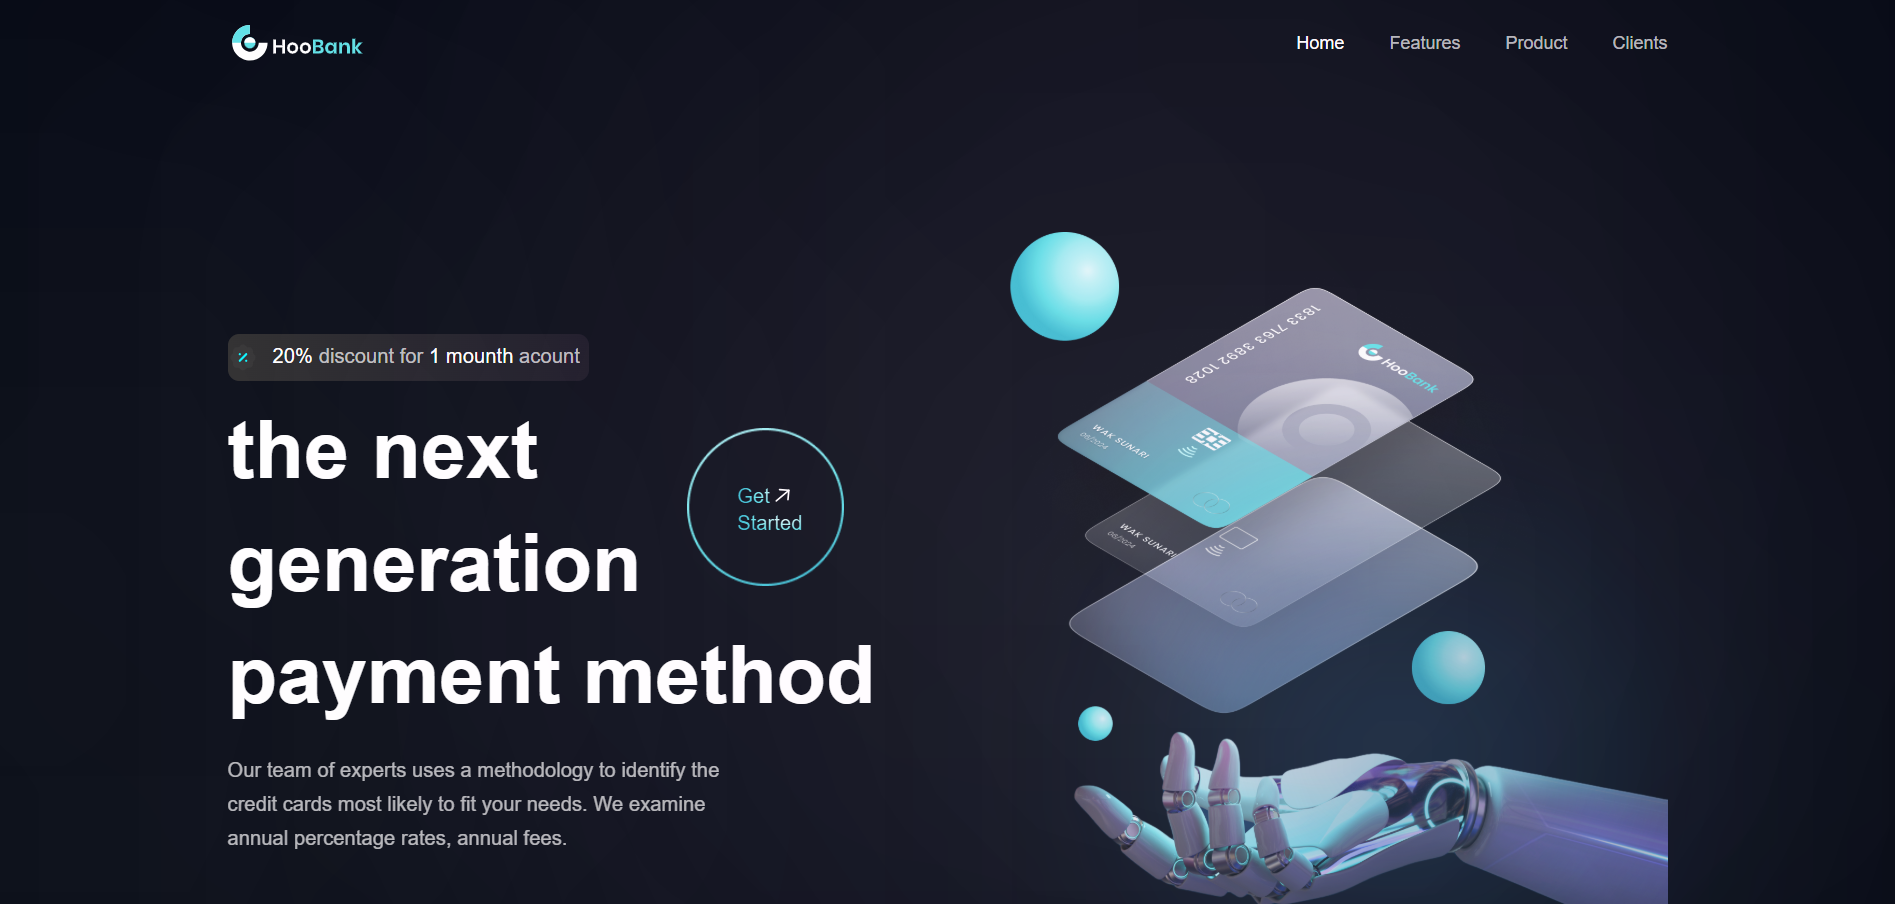 HooBank
Home Features Product Clients
20% discount for 1 mounth acount
the next
generation
payment method
Get
Started
Our team of experts uses a methodology to identify the
credit cards most likely to fit your needs. We examine
annual percentage rates, annual fees.
1833 7163 3892 1028
HooBank
WAK SUNARI
06/2024
WAK SUNARI
06/2024